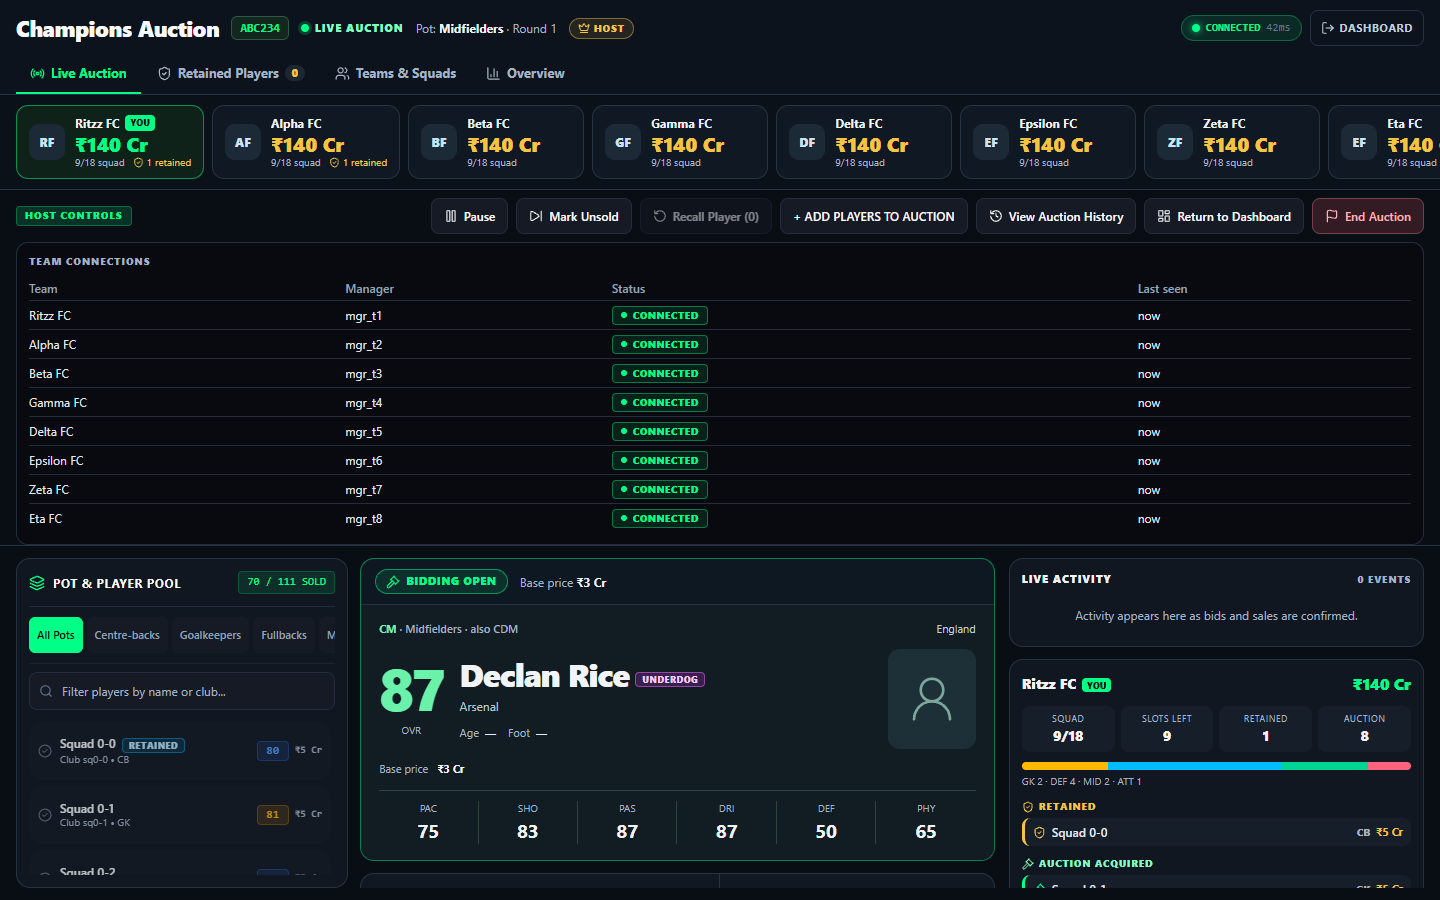 Champions Auction ABC234 LIVE AUCTION Pot: Midfielders · Round 1 HOST CONNECTED 42ms DASHBOARD
Live Auction Retained Players 0 Teams & Squads Overview
RF Ritzz FC YOU ₹140 Cr 9/18 squad 1 retained
AF Alpha FC ₹140 Cr 9/18 squad 1 retained
BF Beta FC ₹140 Cr 9/18 squad
GF Gamma FC ₹140 Cr 9/18 squad
DF Delta FC ₹140 Cr 9/18 squad
EF Epsilon FC ₹140 Cr 9/18 squad
ZF Zeta FC ₹140 Cr 9/18 squad
EF Eta FC ₹140 9/18 squad
HOST CONTROLS Pause Mark Unsold Recall Player (0) + ADD PLAYERS TO AUCTION View Auction History Return to Dashboard End Auction
TEAM CONNECTIONS
Team Manager Status Last seen
Ritzz FC mgr_t1 CONNECTED now
Alpha FC mgr_t2 CONNECTED now
Beta FC mgr_t3 CONNECTED now
Gamma FC mgr_t4 CONNECTED now
Delta FC mgr_t5 CONNECTED now
Epsilon FC mgr_t6 CONNECTED now
Zeta FC mgr_t7 CONNECTED now
Eta FC mgr_t8 CONNECTED now
POT & PLAYER POOL 70 / 111 SOLD
All Pots Centre-backs Goalkeepers Fullbacks
Filter players by name or club...
Squad 0-0 RETAINED 80 ₹5 Cr
Club sq0-0 • CB
Squad 0-1 81 ₹5 Cr
Club sq0-1 • GK
Squad 0-2
BIDDING OPEN Base price ₹3 Cr
CM · Midfielders · also CDM England
87 OVR
Declan Rice UNDERDOG
Arsenal
Age — Foot —
Base price ₹3 Cr
PAC SHO PAS DRI DEF PHY
75 83 87 87 50 65
LIVE ACTIVITY 0 EVENTS
Activity appears here as bids and sales are confirmed.
Ritzz FC YOU ₹140 Cr
SQUAD SLOTS LEFT RETAINED AUCTION
9/18 9 1 8
GK 2 · DEF 4 · MID 2 · ATT 1
RETAINED
Squad 0-0 CB ₹5 Cr
AUCTION ACQUIRED